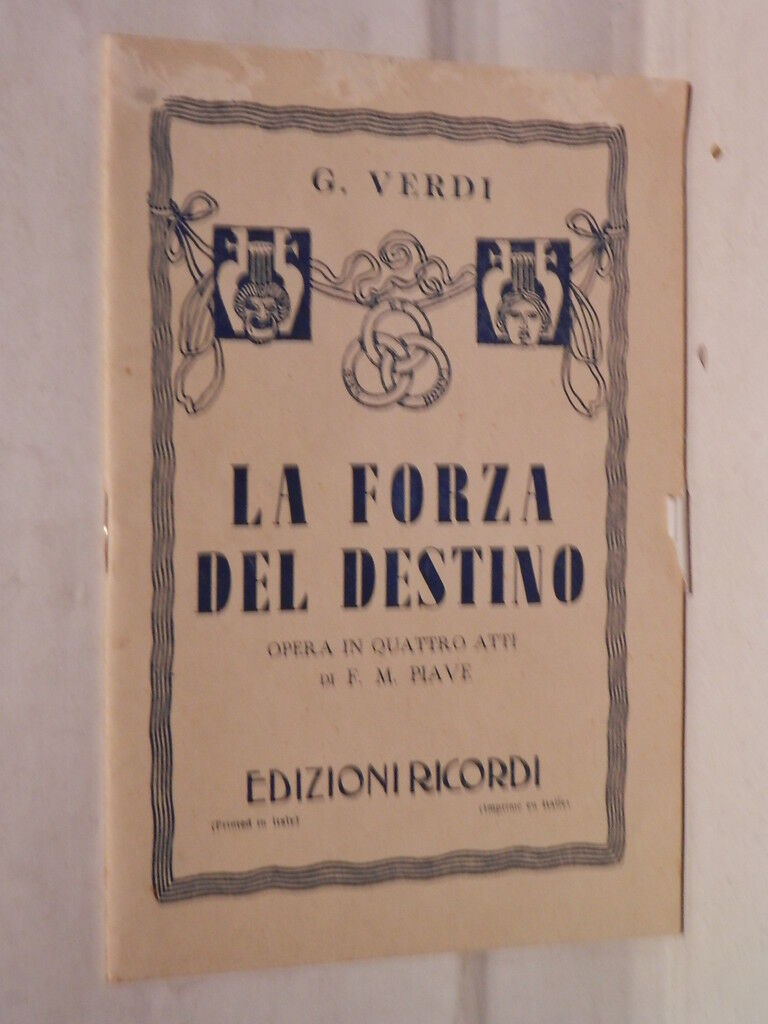 G. VERDI
LA FORZA
DEL DESTINO
OPERA IN QUATTRO ATTI
DI F. M. PIAVE
EDIZIONI RICORDI
(Printed in Italy)
(Imprimé en Italie)